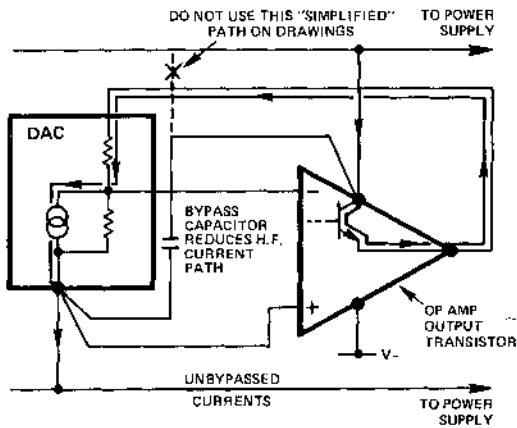 DO NOT USE THIS "SIMPLIFIED"
PATH ON DRAWINGS
TO POWER
SUPPLY
DAC
BYPASS
CAPACITOR
REDUCES H.F.
CURRENT
PATH
–
+
OP AMP
OUTPUT
TRANSISTOR
V–
UNBYPASSED
CURRENTS
TO POWER
SUPPLY